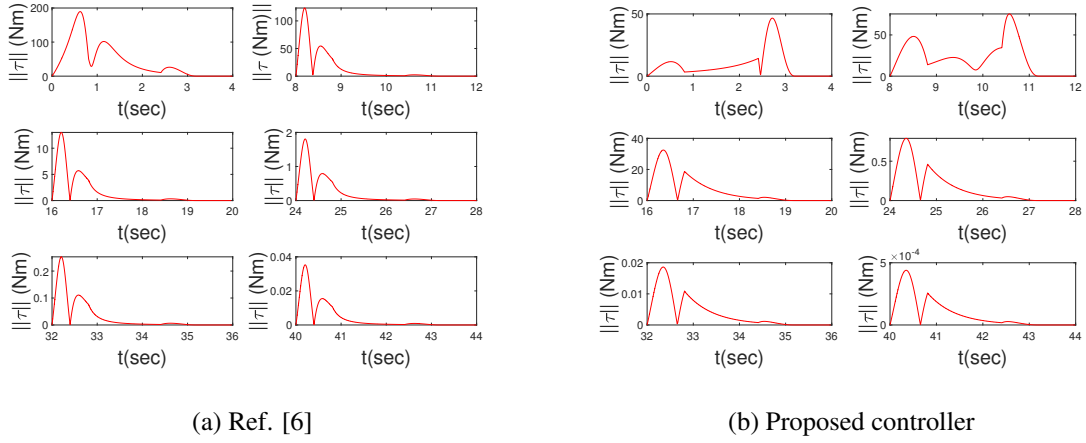 200
100
0
||τ|| (Nm)
0 1 2 3 4
t(sec)
100
50
0
||τ (Nm)||
8 9 10 11 12
t(sec)
10
5
0
||τ|| (Nm)
16 17 18 19 20
t(sec)
2
1
0
||τ|| (Nm)
24 25 26 27 28
t(sec)
0.2
0.1
0
||τ|| (Nm)
32 33 34 35 36
t(sec)
0.04
0.02
0
||τ|| (Nm)
40 41 42 43 44
t(sec)
(a) Ref. [6]
50
0
||τ|| (Nm)
0 1 2 3 4
t(sec)
50
0
||τ|| (Nm)
8 9 10 11 12
t(sec)
40
20
0
||τ|| (Nm)
16 17 18 19 20
t(sec)
0.5
0
||τ|| (Nm)
24 25 26 27 28
t(sec)
0.02
0.01
0
||τ|| (Nm)
32 33 34 35 36
t(sec)
×10⁻⁴
5
0
||τ|| (Nm)
40 41 42 43 44
t(sec)
(b) Proposed controller